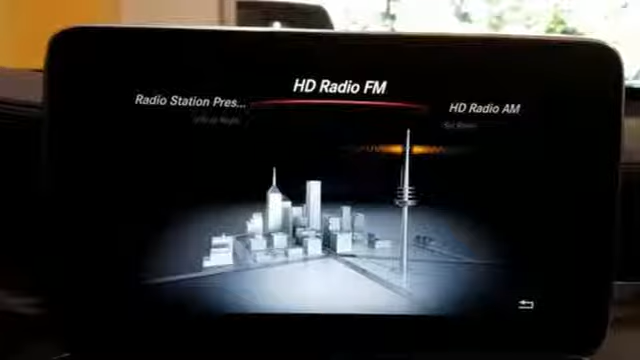 HD Radio FM
Radio Station Pres...
HD Radio AM